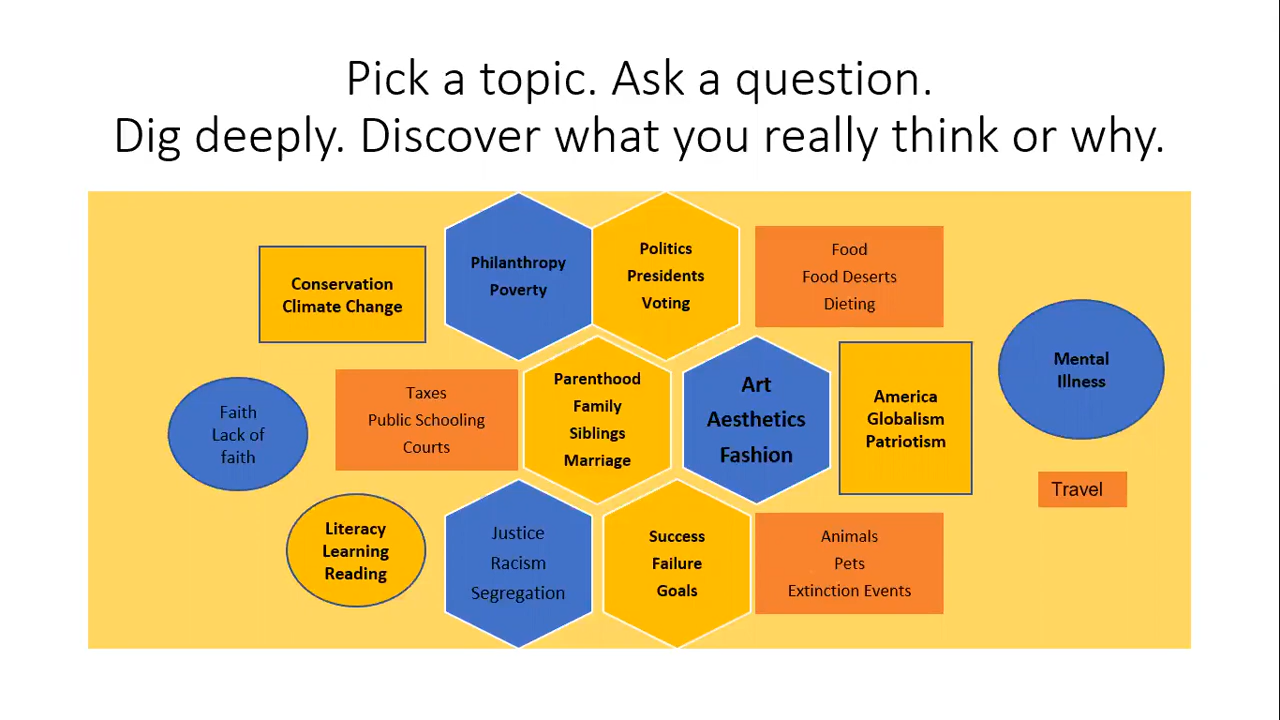 Pick a topic. Ask a question.
Dig deeply. Discover what you really think or why.
Conservation
Climate Change
Philanthropy
Poverty
Politics
Presidents
Voting
Food
Food Deserts
Dieting
Mental
Illness
Faith
Lack of
faith
Taxes
Public Schooling
Courts
Parenthood
Family
Siblings
Marriage
Art
Aesthetics
Fashion
America
Globalism
Patriotism
Travel
Literacy
Learning
Reading
Justice
Racism
Segregation
Success
Failure
Goals
Animals
Pets
Extinction Events